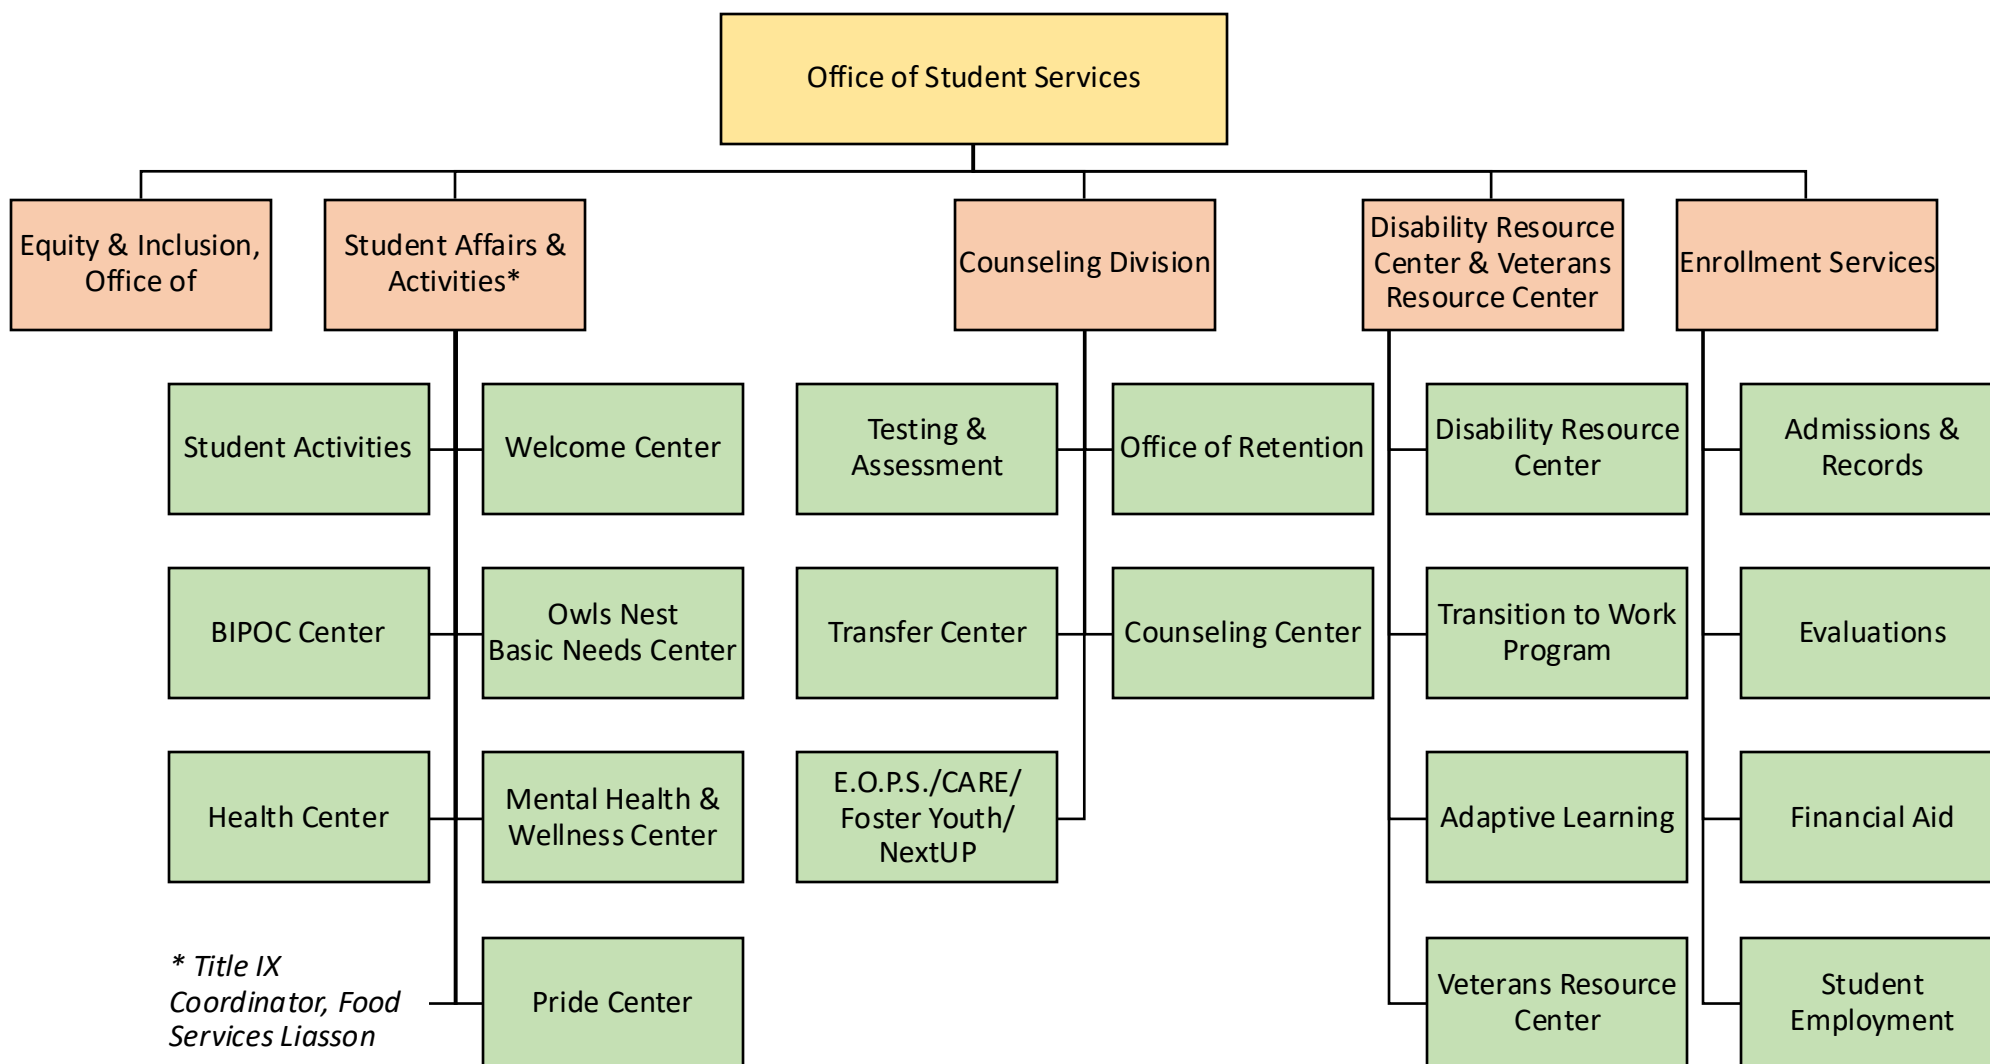 Office of Student Services
Equity & Inclusion,
Office of
Student Affairs &
Activities*
Counseling Division
Disability Resource
Center & Veterans
Resource Center
Enrollment Services
Student Activities
Welcome Center
BIPOC Center
Owls Nest
Basic Needs Center
Health Center
Mental Health &
Wellness Center
* Title IX
Coordinator, Food
Services Liasson
Pride Center
Testing &
Assessment
Office of Retention
Transfer Center
Counseling Center
E.O.P.S./CARE/
Foster Youth/
NextUP
Disability Resource
Center
Transition to Work
Program
Adaptive Learning
Veterans Resource
Center
Admissions &
Records
Evaluations
Financial Aid
Student
Employment